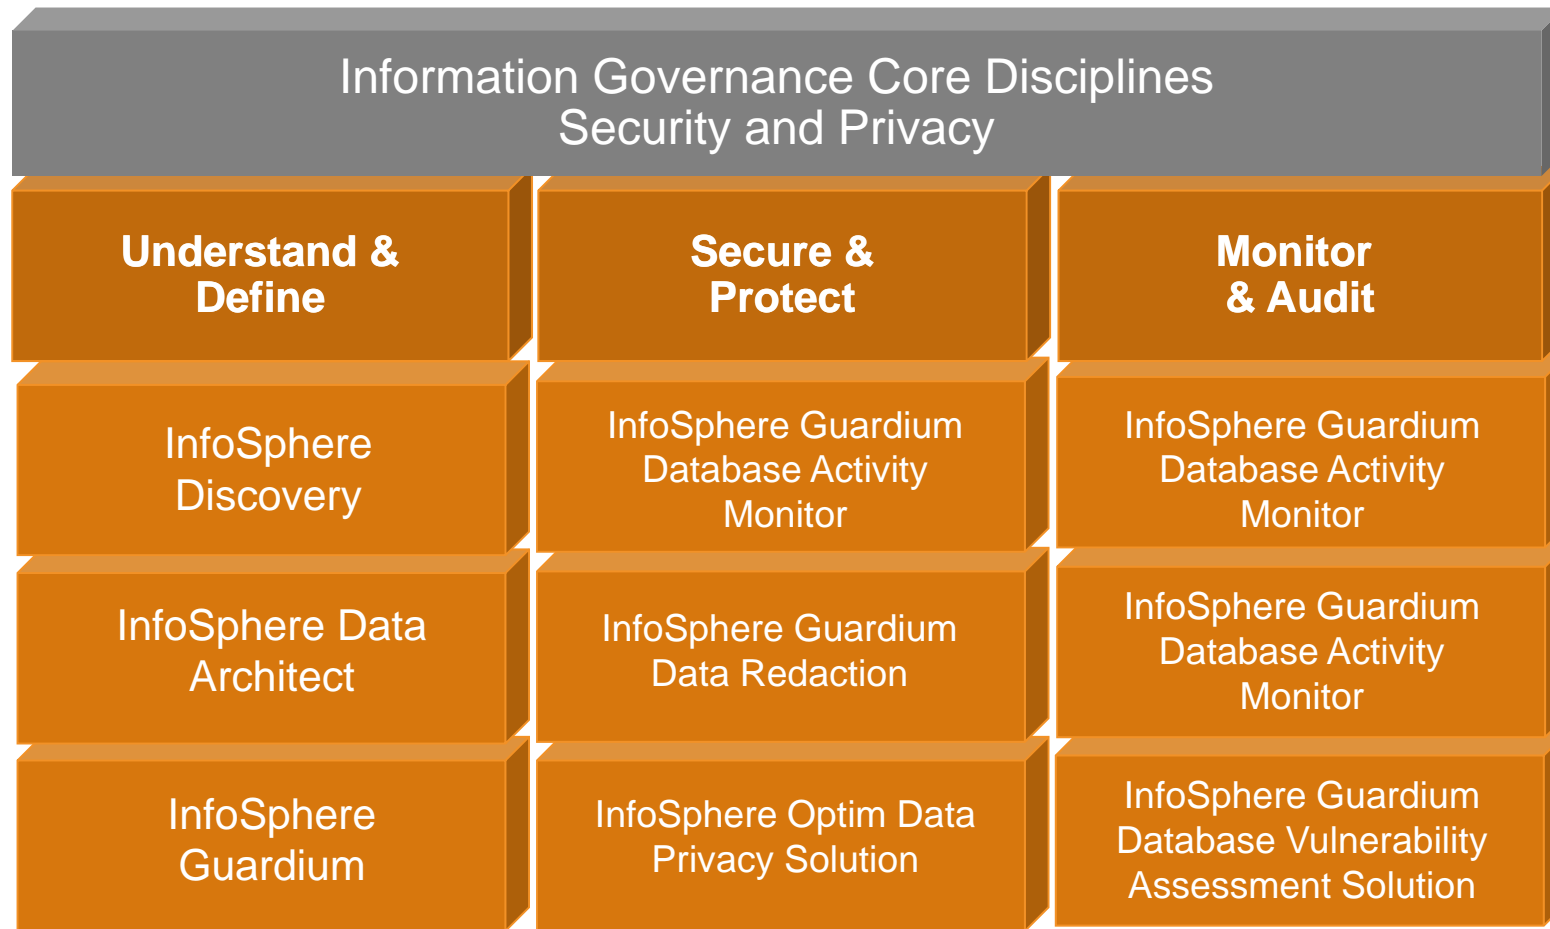 Information Governance Core Disciplines
Security and Privacy
Understand &
Define
Secure &
Protect
Monitor
& Audit
InfoSphere
Discovery
InfoSphere Guardium
Database Activity
Monitor
InfoSphere Guardium
Database Activity
Monitor
InfoSphere Data
Architect
InfoSphere Guardium
Data Redaction
InfoSphere Guardium
Database Activity
Monitor
InfoSphere
Guardium
InfoSphere Optim Data
Privacy Solution
InfoSphere Guardium
Database Vulnerability
Assessment Solution